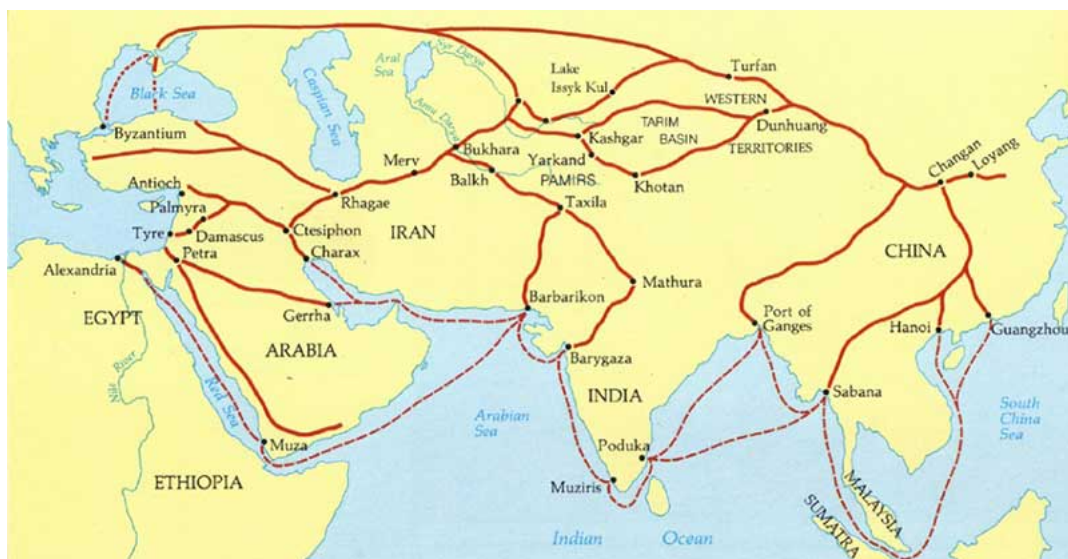 Black Sea
Byzantium
Caspian Sea
Aral
Sea
Syr Darya
Amu Darya
Lake
Issyk Kul
Turfan
WESTERN
TERRITORIES
TARIM
BASIN
Dunhuang
Kashgar
Yarkand
PAMIRS
Khotan
Changan
Loyang
Bukhara
Merv
Balkh
Antioch
Palmyra
Tyre
Damascus
Rhagae
Ctesiphon
IRAN
Taxila
Alexandria
Petra
Charax
CHINA
Mathura
EGYPT
Gerrha
Barbarikon
Port of
Ganges
Hanoi
Guangzhou
ARABIA
Nile River
Red Sea
Barygaza
INDIA
Sabana
Arabian
Sea
South
China
Sea
Muza
Poduka
ETHIOPIA
Muziris
MALAYSIA
SUMATRA
Indian Ocean